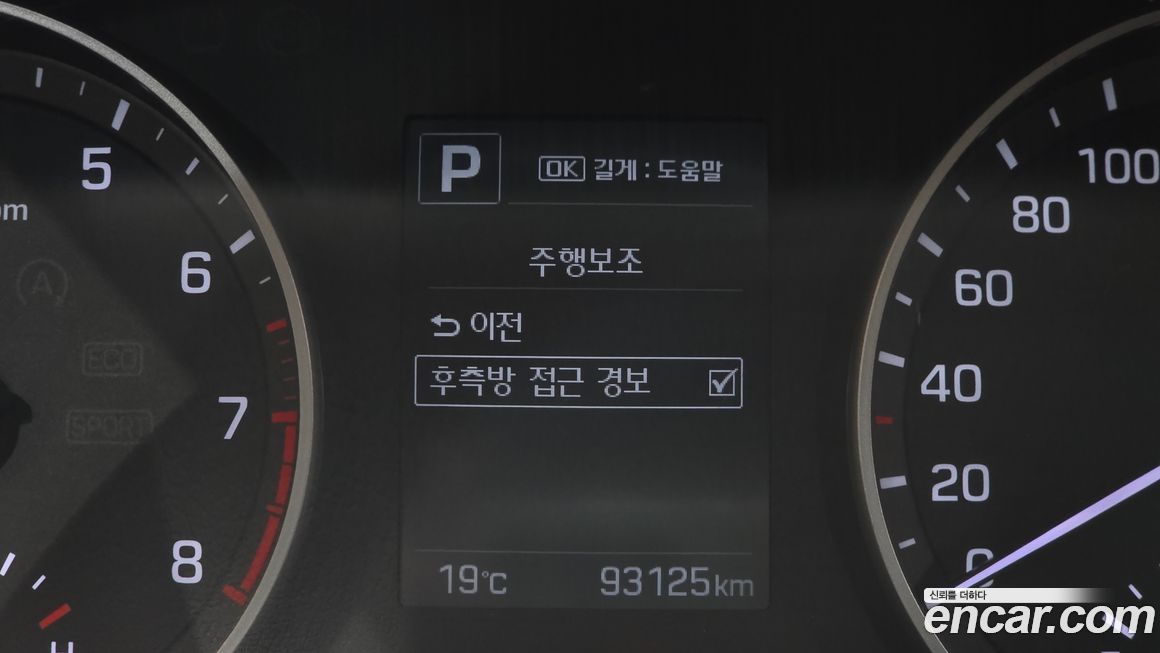 5
6
7
8
pm
A
ECO
SPORT
P
OK 길게 : 도움말
주행보조
이전
후측방 접근 경보
19℃
93125km
100
80
60
40
20
0
신뢰를 더하다
encar.com